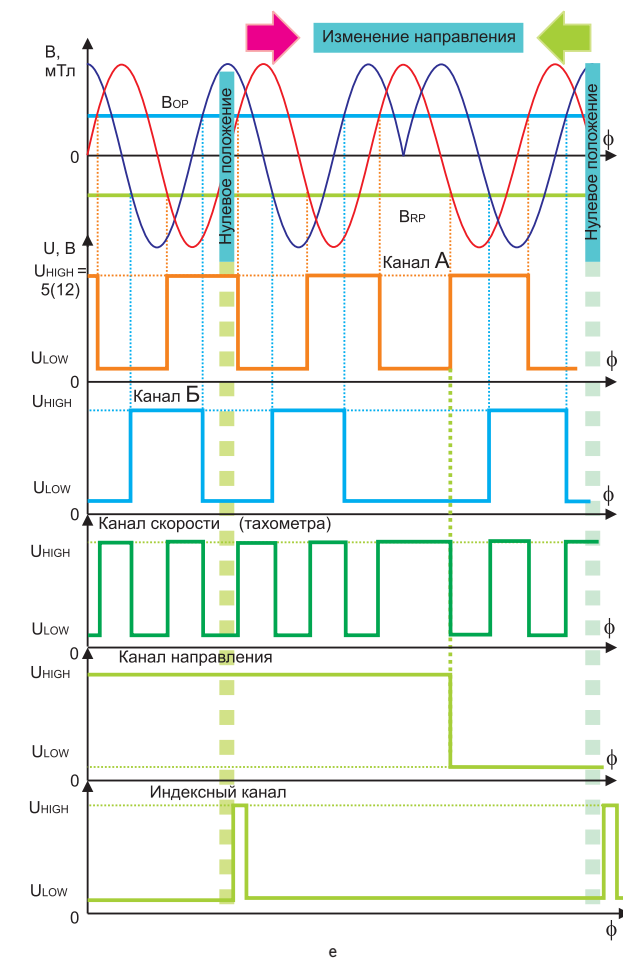 Изменение направления
B,
мТл
BOP
Нулевое положение
Нулевое положение
ϕ
0
BRP
U, В
UHIGH =
5(12)
Канал А
ULOW
ϕ
0
UHIGH
Канал Б
ULOW
ϕ
0
Канал скорости (тахометра)
UHIGH
ULOW
ϕ
0
Канал направления
UHIGH
ULOW
ϕ
0
Индексный канал
UHIGH
ULOW
0
ϕ
е